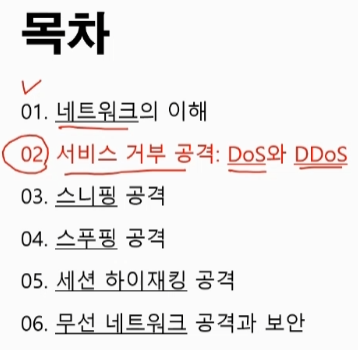 목차
01. 네트워크의 이해
02 서비스 거부 공격: DoS와 DDoS
03. 스니핑 공격
04. 스푸핑 공격
05. 세션 하이재킹 공격
06. 무선 네트워크 공격과 보안